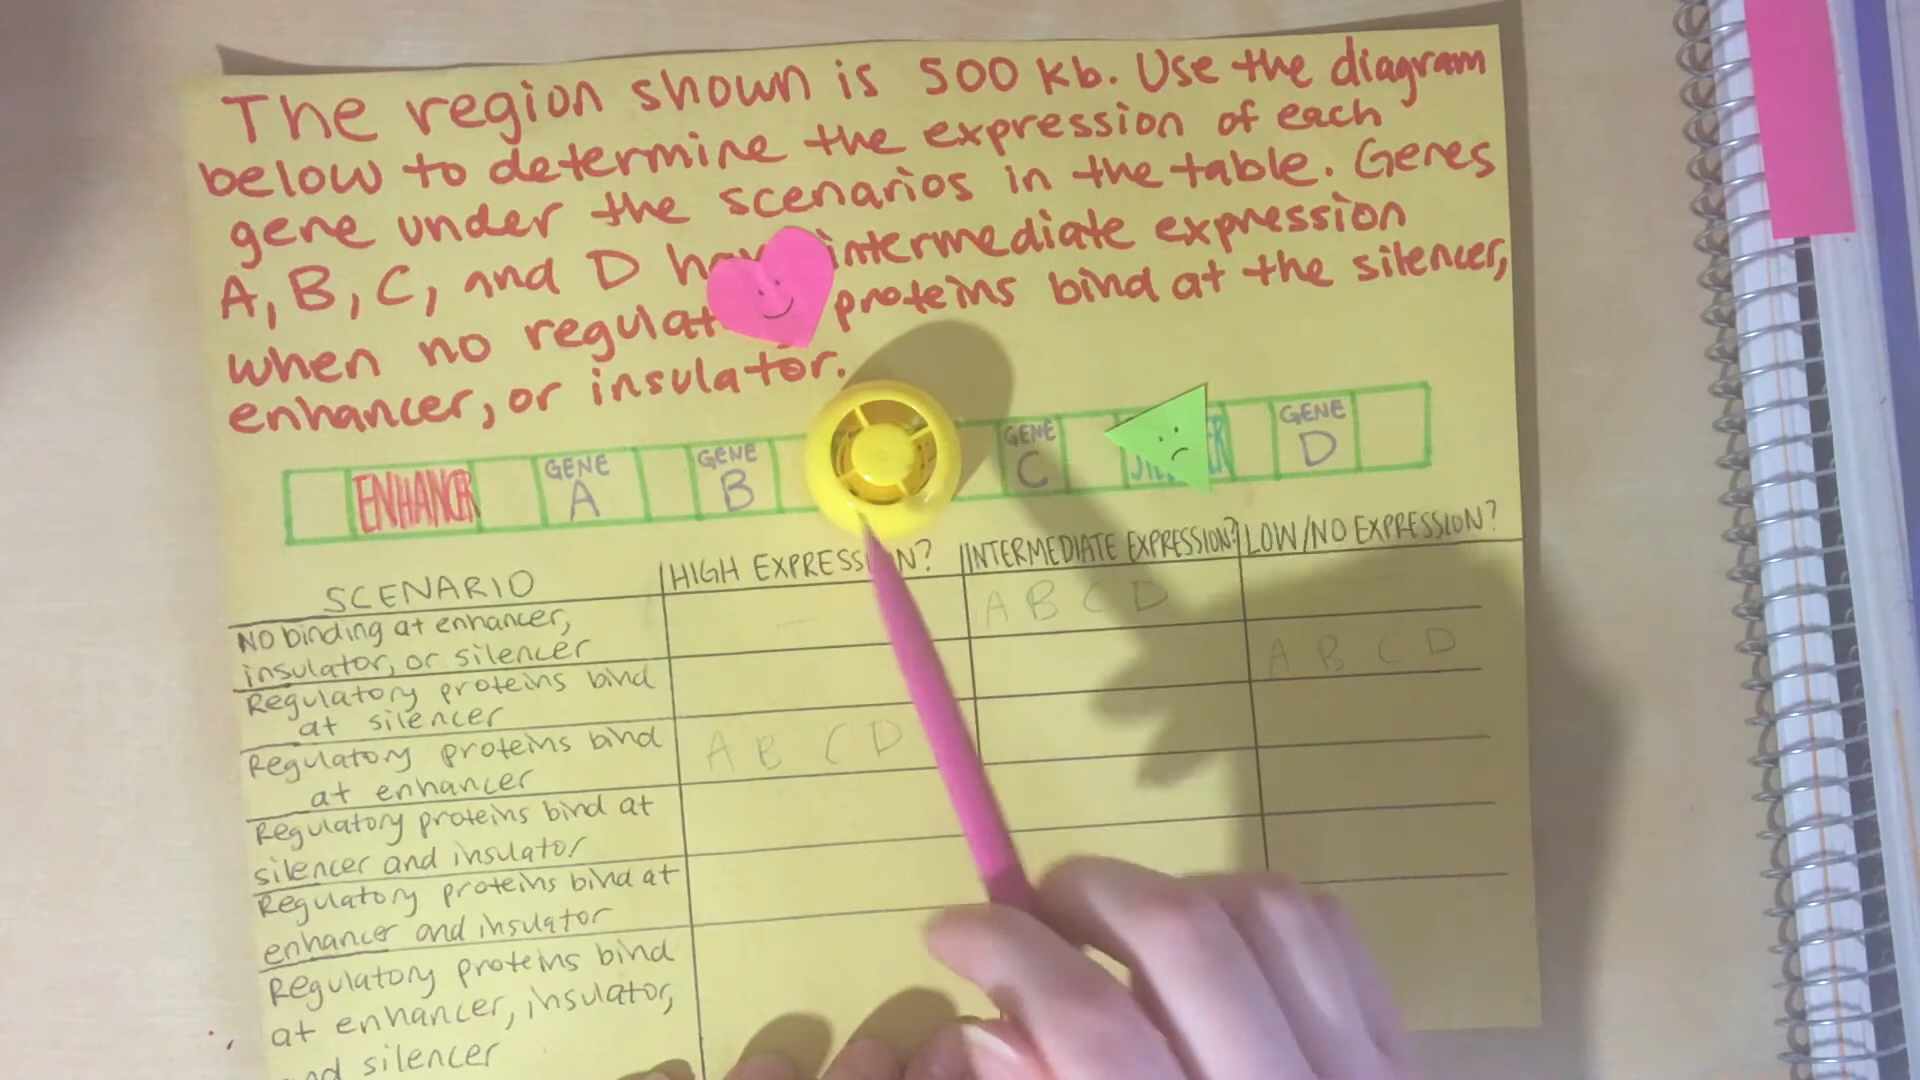 The region shown is 500 kb. Use the diagram
below to determine the expression of each
gene under the scenarios in the table. Genes
A, B, C, and D intermediate expression
when no proteins bind at the silencer,
enhancer, or insulator.
ENHANCER GENE A GENE B GENE C GENE D
SCENARIO HIGH EXPRESSION? INTERMEDIATE EXPRESSION? LOW/NO EXPRESSION?
NO binding at enhancer, A B C D
insulator, or silencer
Regulatory proteins bind A B C D
at silencer
Regulatory proteins bind A B C D
at enhancer
Regulatory proteins bind at
silencer and insulator
Regulatory proteins bind at
enhancer and insulator
Regulatory proteins bind
at enhancer, insulator,
and silencer